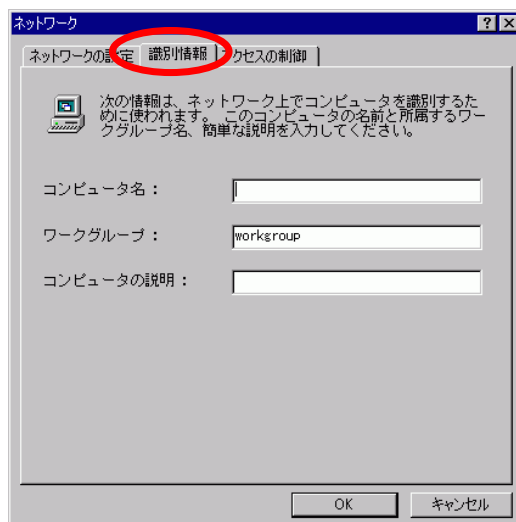 ネットワーク
ネットワークの設定 識別情報 アクセスの制御
次の情報は、ネットワーク上でコンピュータを識別するた
めに使われます。 このコンピュータの名前と所属するワー
クグループ名、簡単な説明を入力してください。
コンピュータ名：
ワークグループ： workgroup
コンピュータの説明：
OK キャンセル